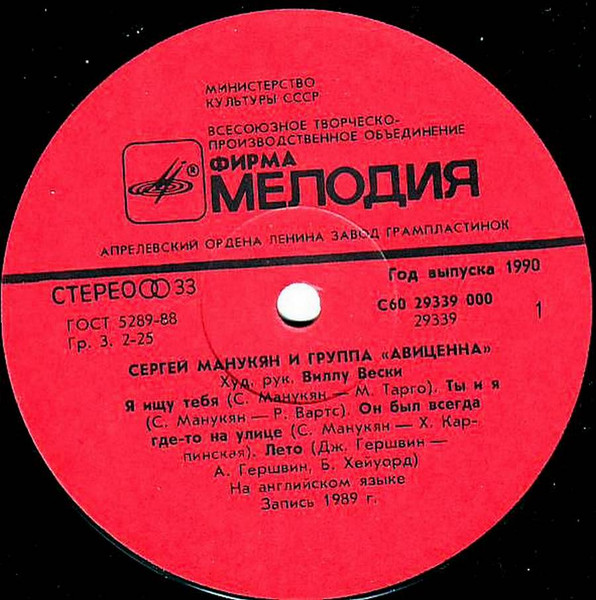 МИНИСТЕРСТВО
КУЛЬТУРЫ СССР
ВСЕСОЮЗНОЕ ТВОРЧЕСКО-
ПРОИЗВОДСТВЕННОЕ ОБЪЕДИНЕНИЕ
®
ФИРМА
МЕЛОДИЯ
АПРЕЛЕВСКИЙ ОРДЕНА ЛЕНИНА ЗАВОД ГРАМПЛАСТИНОК
СТЕРЕО 33
Год выпуска 1990
ГОСТ 5289-88
Гр. 3. 2-25
С60 29339 000
29339
1
СЕРГЕЙ МАНУКЯН И ГРУППА «АВИЦЕННА»
Худ. рук. Виллу Вески
Я ищу тебя (С. Манукян — М. Тарго). Ты и я
(С. Манукян — Р. Вартс). Он был всегда
где-то на улице (С. Манукян — Х. Кар-
пинская). Лето (Дж. Гершвин —
А. Гершвин, Б. Хейуорд)
На английском языке
Запись 1989 г.